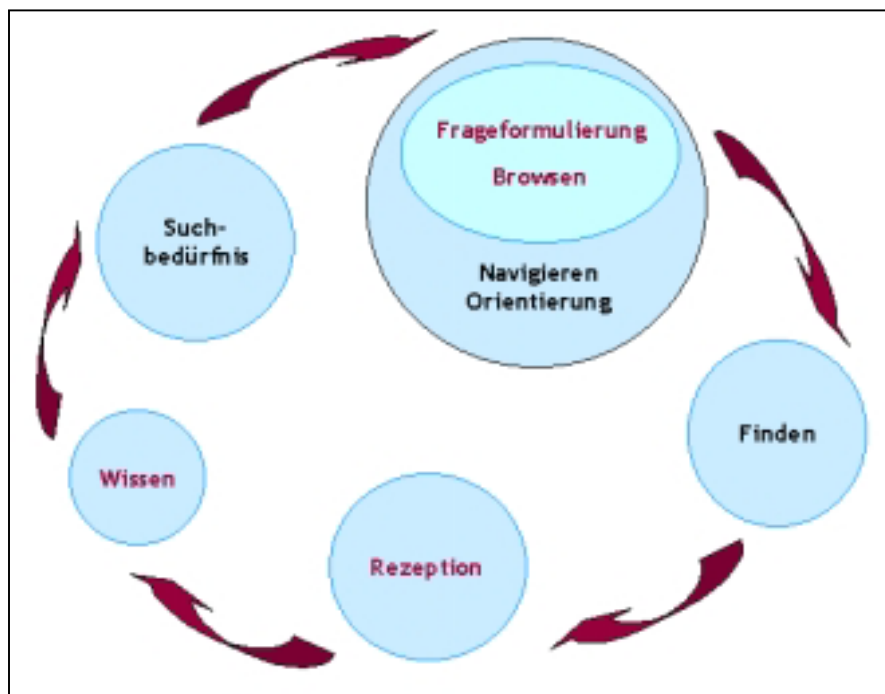 Frageformulierung
Browsen
Navigieren
Orientierung
Such-
bedürfnis
Finden
Wissen
Rezeption